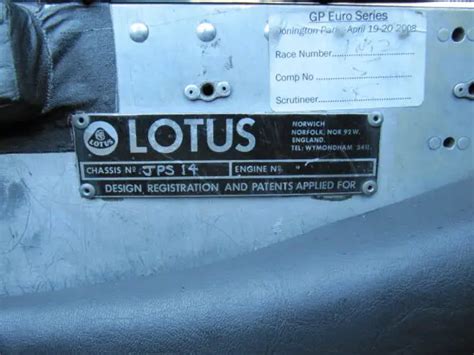 GP Euro Series
Donington Park April 19-20 2008
Race Number
Comp No
Scrutineer
LOTUS
LOTUS
NORWICH
NORFOLK, NOR 92W,
ENGLAND.
TEL: WYMONDHAM 3411.
CHASSIS Nº JPS 14
ENGINE Nº
DESIGN, REGISTRATION AND PATENTS APPLIED FOR